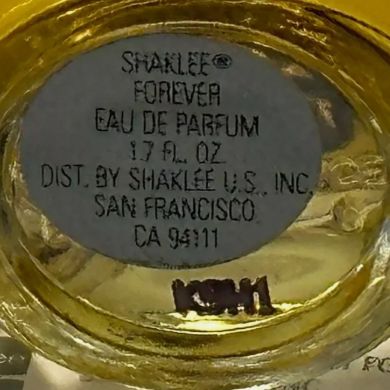 SHAKLEE®
FOREVER
EAU DE PARFUM
1.7 FL. OZ.
DIST. BY SHAKLEE U.S., INC.
SAN FRANCISCO
CA 94111